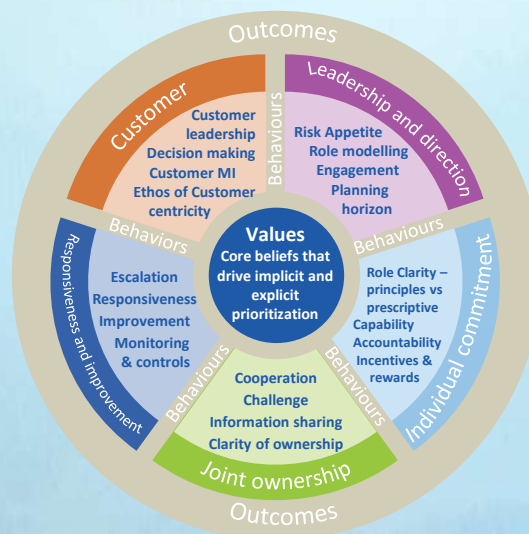 Outcomes
Customer
Customer
leadership
Decision making
Customer MI
Ethos of Customer
centricity
Behaviours
Leadership and direction
Risk Appetite
Role modelling
Engagement
Planning
horizon
Behaviors
Values
Core beliefs that
drive implicit and
explicit
prioritization
Behaviours
Responsiveness and improvement
Escalation
Responsiveness
Improvement
Monitoring
& controls
Individual commitment
Role Clarity –
principles vs
prescriptive
Capability
Accountability
Incentives &
rewards
Behaviours
Cooperation
Challenge
Information sharing
Clarity of ownership
Behaviours
Joint ownership
Outcomes